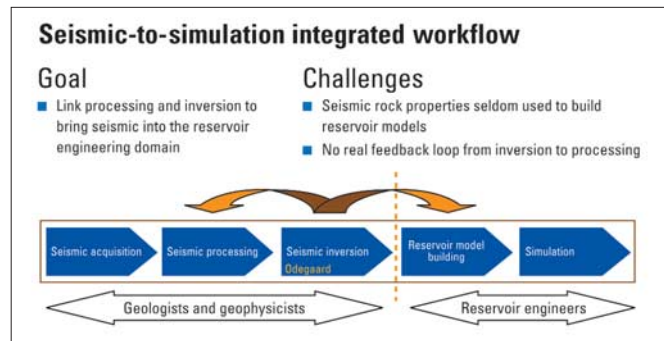 Seismic-to-simulation integrated workflow
Goal
Link processing and inversion to
bring seismic into the reservoir
engineering domain
Challenges
Seismic rock properties seldom used to build
reservoir models
No real feedback loop from inversion to processing
Seismic acquisition
Seismic processing
Seismic inversion
Odegaard
Reservoir model
building
Simulation
Geologists and geophysicists
Reservoir engineers